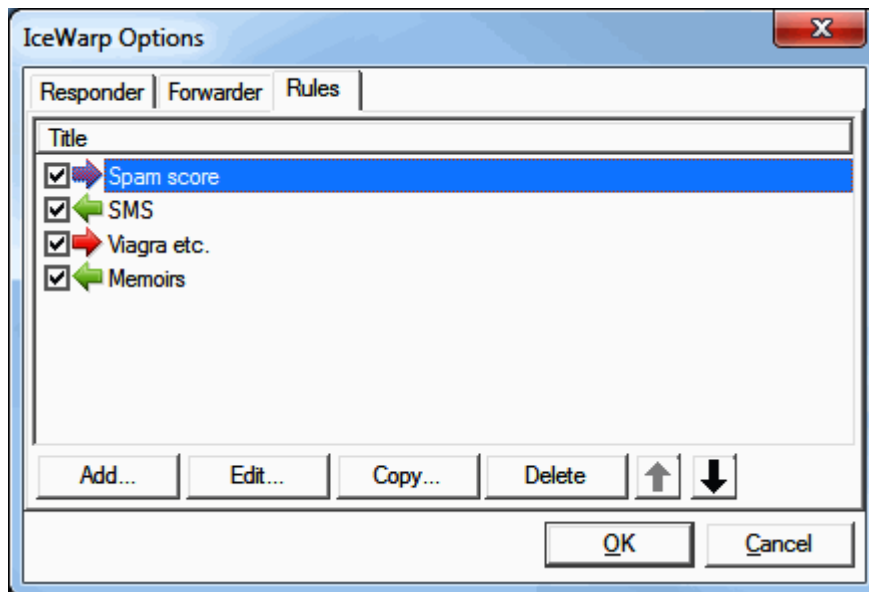 IceWarp Options
Responder Forwarder Rules
Title
Spam score
SMS
Viagra etc.
Memoirs
Add... Edit... Copy... Delete
OK Cancel